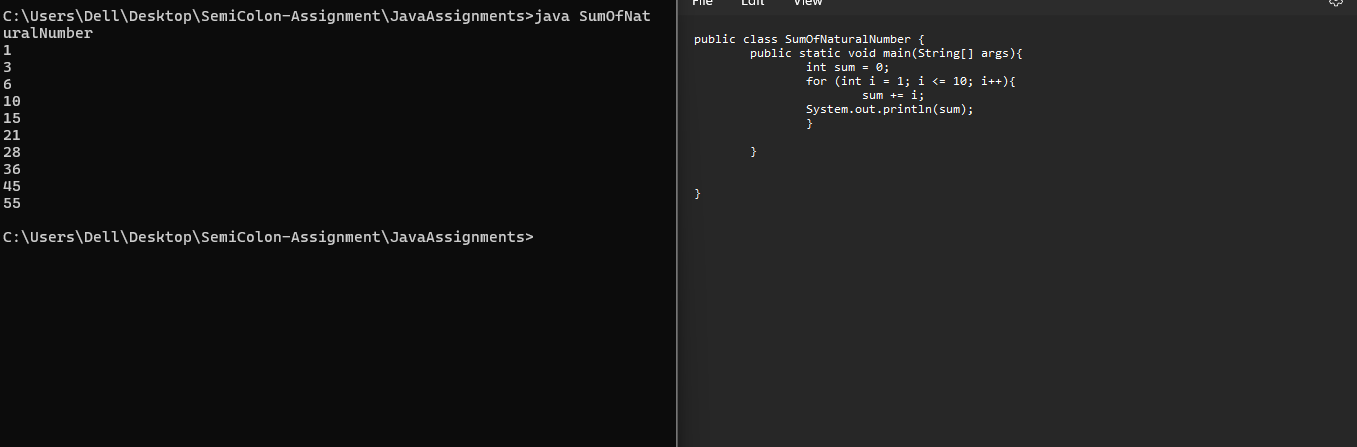 C:\Users\Dell\Desktop\SemiColon-Assignment\JavaAssignments>java SumOfNat
uralNumber
1
3
6
10
15
21
28
36
45
55
C:\Users\Dell\Desktop\SemiColon-Assignment\JavaAssignments>
File Edit View
public class SumOfNaturalNumber {
public static void main(String[] args){
int sum = 0;
for (int i = 1; i <= 10; i++){
sum += i;
System.out.println(sum);
}
}
}